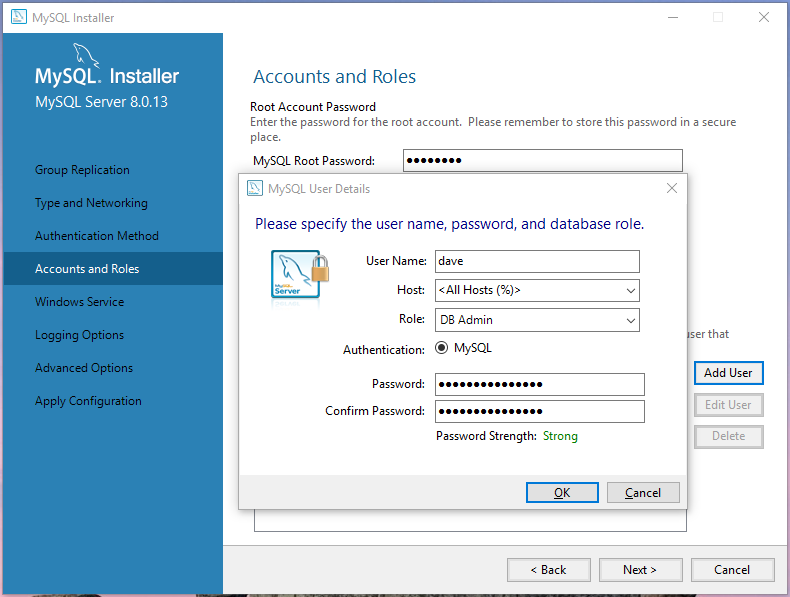 MySQL Installer
MySQL® Installer
MySQL Server 8.0.13
Group Replication
Type and Networking
Authentication Method
Accounts and Roles
Windows Service
Logging Options
Advanced Options
Apply Configuration
Accounts and Roles
Root Account Password
Enter the password for the root account.  Please remember to store this password in a secure
place.
MySQL Root Password: ●●●●●●●●
MySQL User Details
Please specify the user name, password, and database role.
MySQL
Server
User Name: dave
Host: <All Hosts (%)>
Role: DB Admin
Authentication: MySQL
Password: ●●●●●●●●●●●●●●●
Confirm Password: ●●●●●●●●●●●●●●●
Password Strength: Strong
OK Cancel
user that
Add User
Edit User
Delete
< Back Next > Cancel